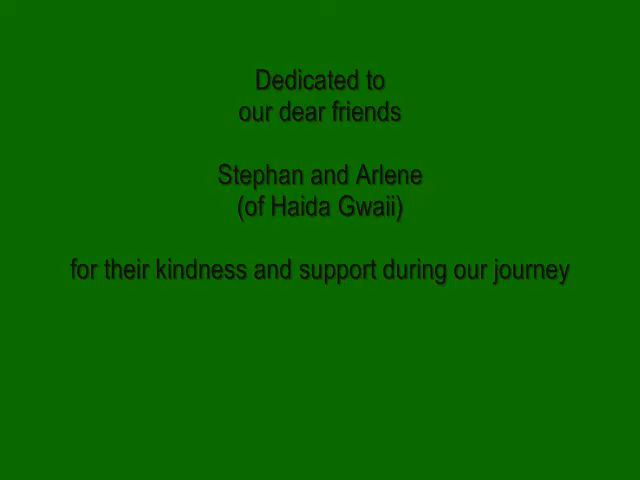 Dedicated to
our dear friends
Stephan and Arlene
(of Haida Gwaii)
for their kindness and support during our journey